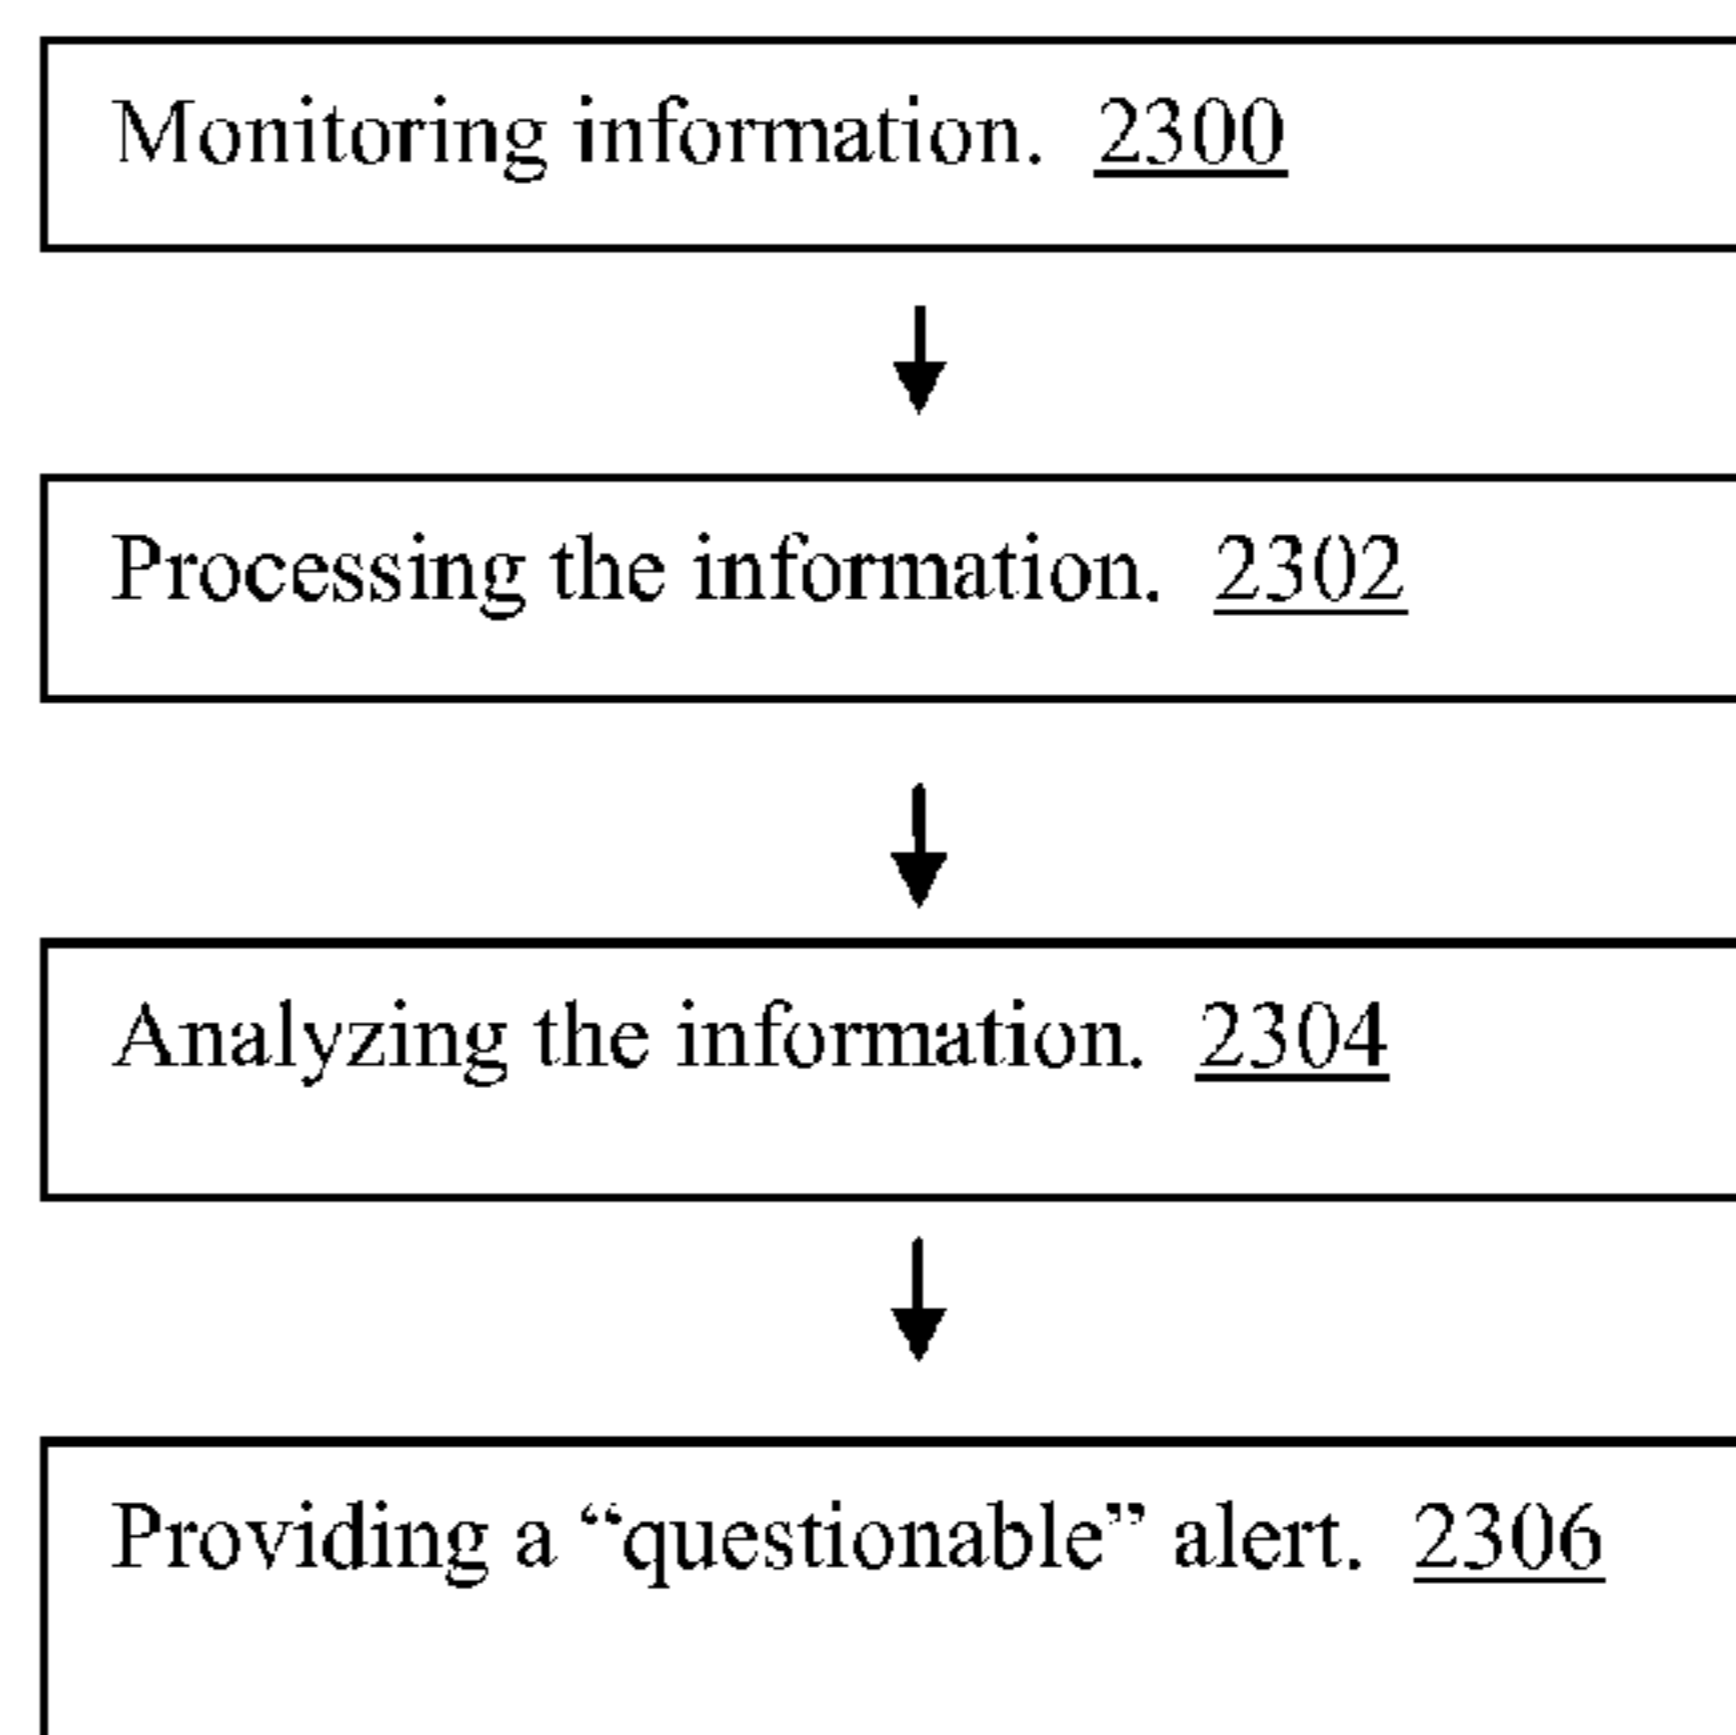 Monitoring information. 2300
Processing the information. 2302
Analyzing the information. 2304
Providing a “questionable” alert. 2306